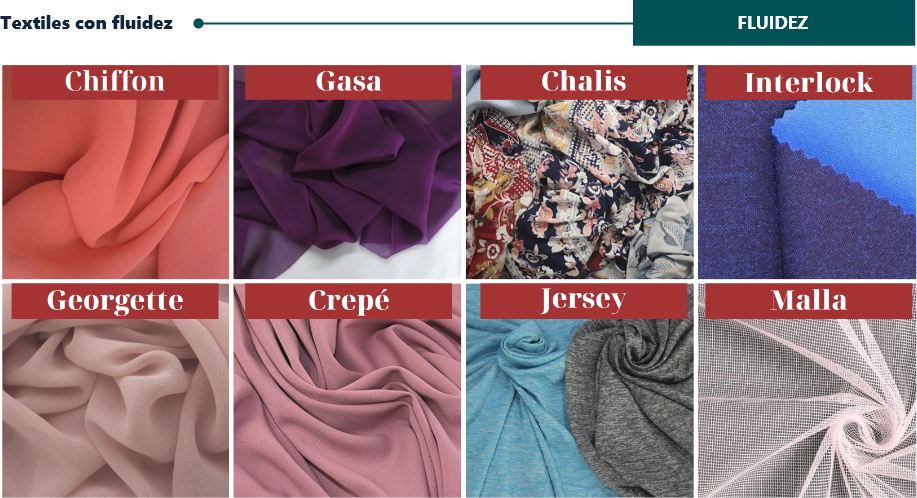 Textiles con fluidez
FLUIDEZ
Chiffon
Gasa
Chalis
Interlock
Georgette
Crepé
Jersey
Malla